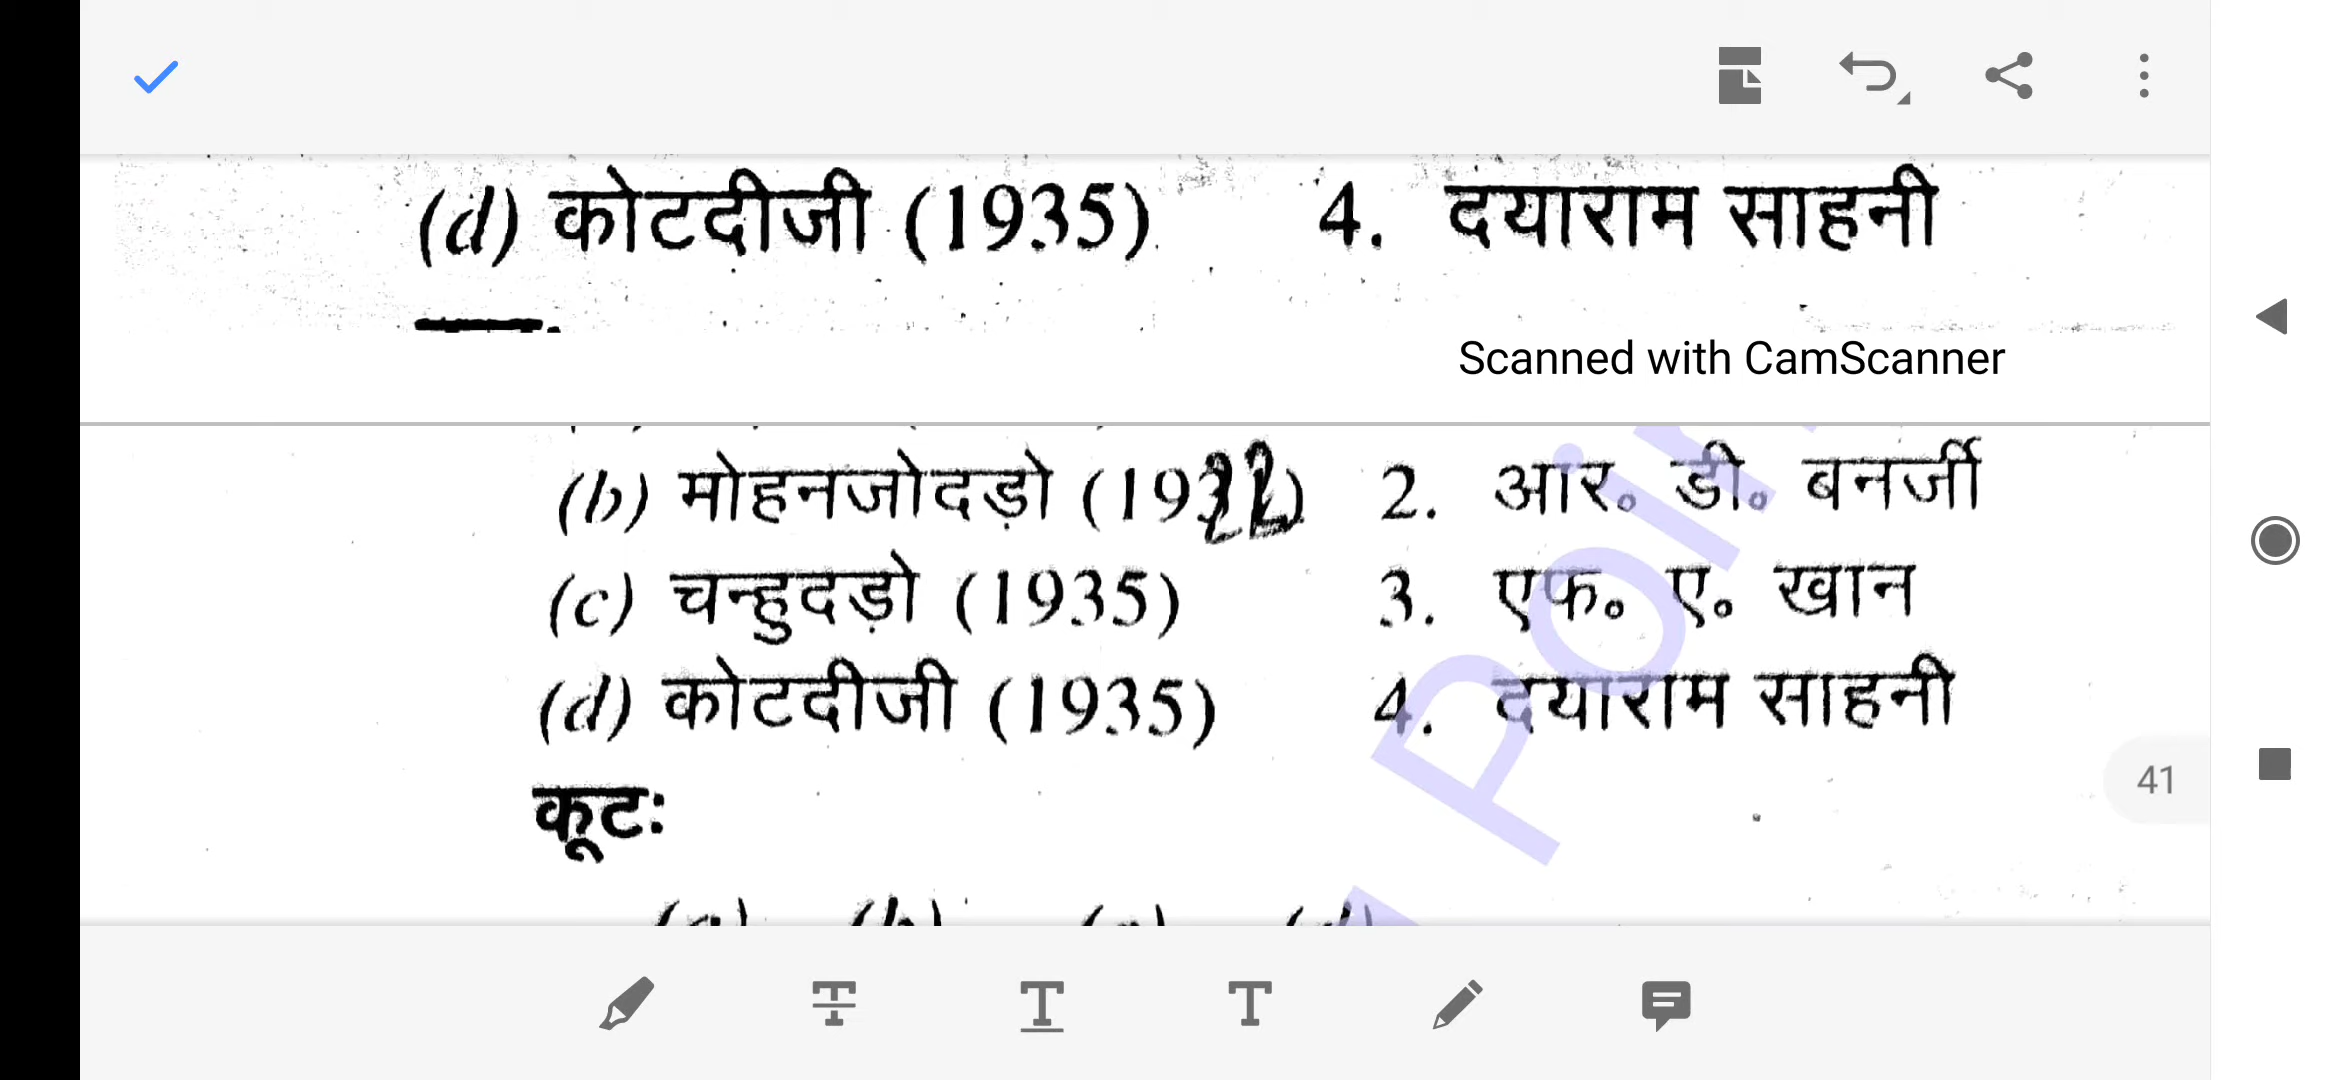 (d) कोटदीजी (1935) 4. दयाराम साहनी
Scanned with CamScanner
(b) मोहनजोदड़ो (1922) 2. आर॰ डी॰ बनर्जी
(c) चन्हुदड़ो (1935) 3. एफ॰ ए॰ खान
(d) कोटदीजी (1935) 4. दयाराम साहनी
41
कूटः